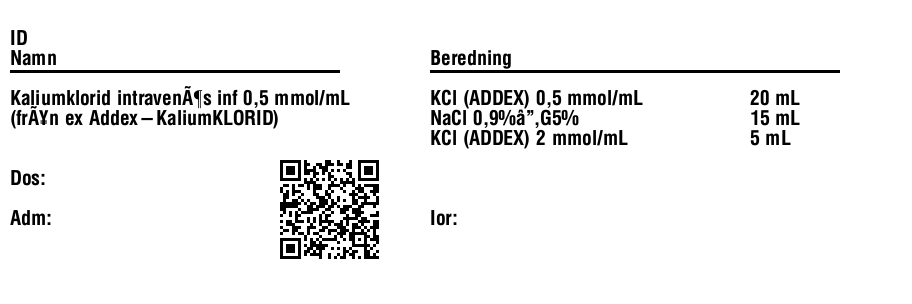 ID
Namn
Beredning
Kaliumklorid intravenÃ¶s inf 0,5 mmol/mL
(frÃ¥n ex Addex–KaliumKLORID)
KCl (ADDEX) 0,5 mmol/mL 20 mL
NaCl 0,9%â”„G5% 15 mL
KCl (ADDEX) 2 mmol/mL 5 mL
Dos:
Adm:
Ior: